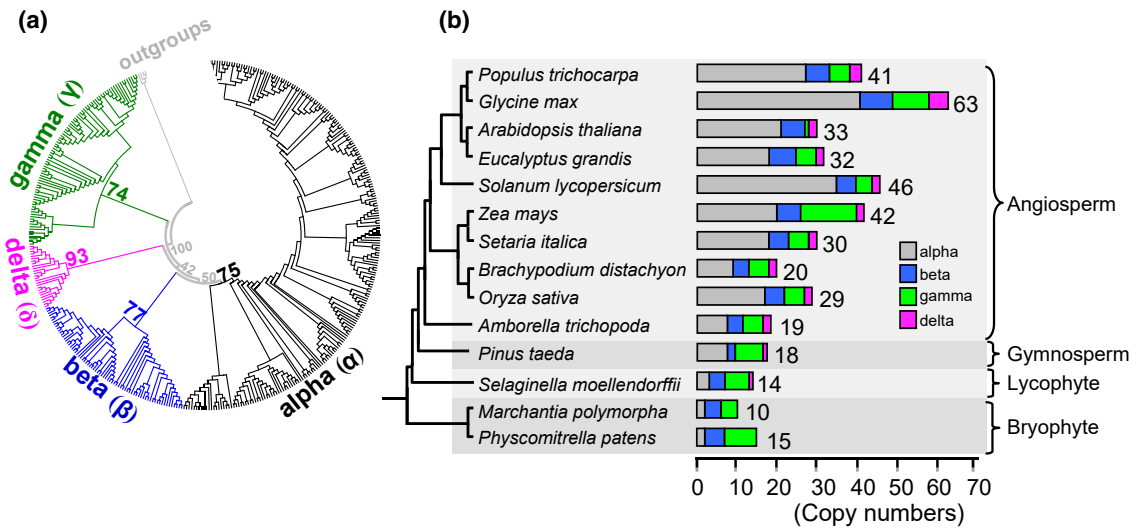 (a)
outgroups
gamma (γ)
74
delta (δ)
93
100
42
50
75
77
beta (β)
alpha (α)
(b)
Populus trichocarpa 41
Glycine max 63
Arabidopsis thaliana 33
Eucalyptus grandis 32
Solanum lycopersicum 46
Zea mays 42
Setaria italica 30
Brachypodium distachyon 20
Oryza sativa 29
Amborella trichopoda 19
Pinus taeda 18
Selaginella moellendorffii 14
Marchantia polymorpha 10
Physcomitrella patens 15
Angiosperm
alpha
beta
gamma
delta
Gymnosperm
Lycophyte
Bryophyte
0 10 20 30 40 50 60 70
(Copy numbers)